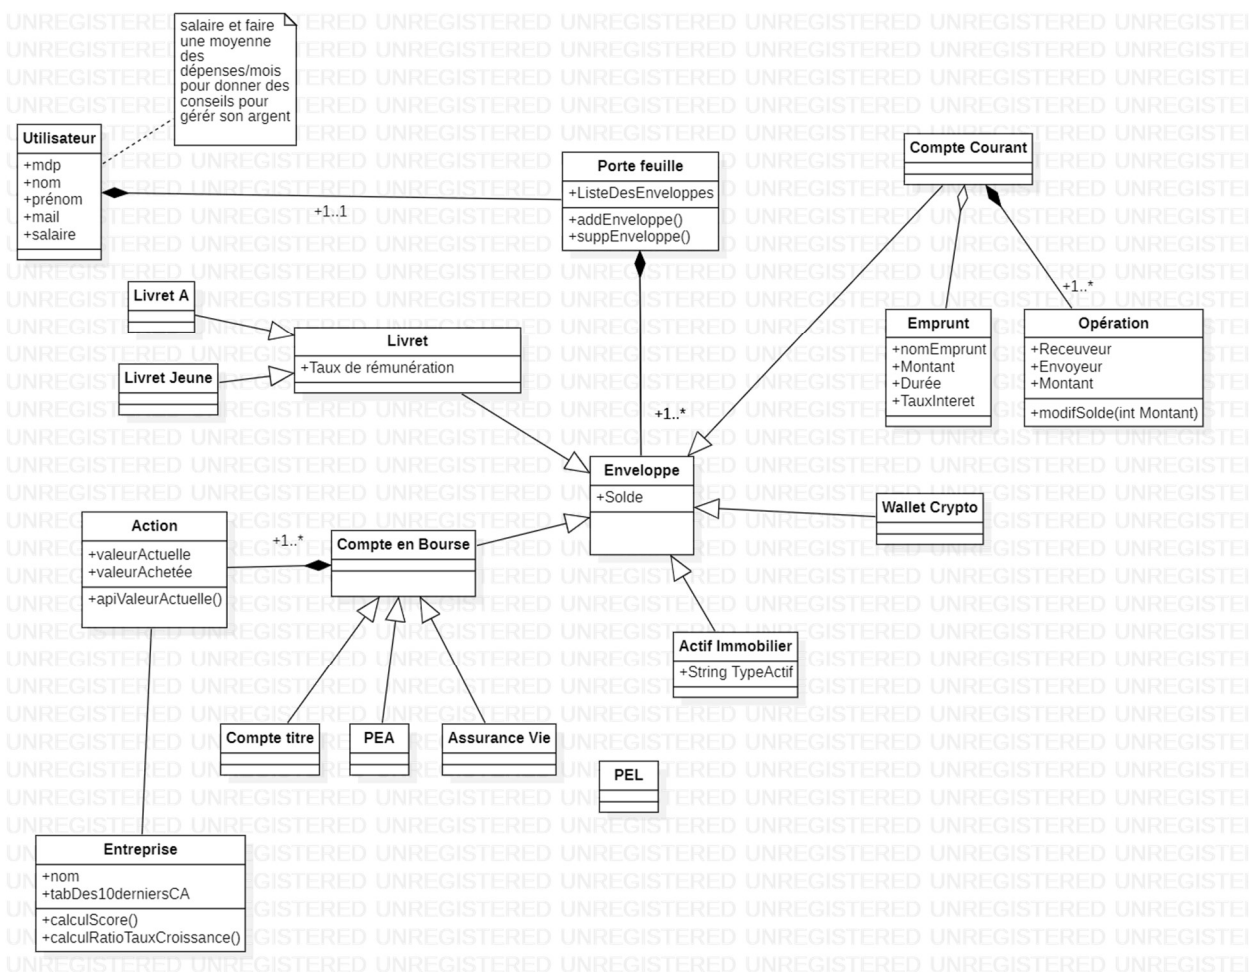 salaire et faire
une moyenne
des
dépenses/mois
pour donner des
conseils pour
gérér son argent
Utilisateur
+mdp
+nom
+prénom
+mail
+salaire
+1..1
Porte feuille
+ListeDesEnveloppes
+addEnveloppe()
+suppEnveloppe()
Compte Courant
Livret A
Livret Jeune
Livret
+Taux de rémunération
+1..*
Emprunt
+nomEmprunt
+Montant
+Durée
+TauxInteret
+1..*
Opération
+Receuveur
+Envoyeur
+Montant
+modifSolde(int Montant)
Enveloppe
+Solde
Wallet Crypto
Action
+valeurActuelle
+valeurAchetée
+apiValeurActuelle()
+1..*
Compte en Bourse
Actif Immobilier
+String TypeActif
Compte titre
PEA
Assurance Vie
PEL
Entreprise
+nom
+tabDes10derniersCA
+calculScore()
+calculRatioTauxCroissance()
UNREGISTERED